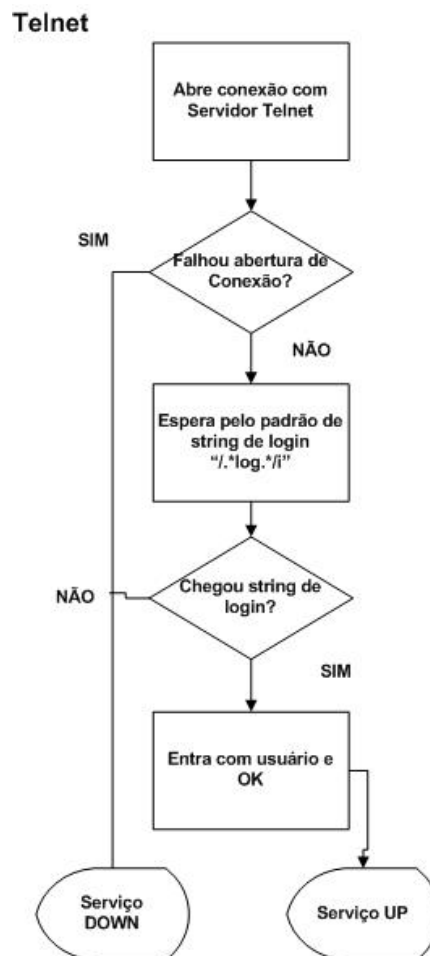 Telnet
Abre conexão com
Servidor Telnet
SIM
Falhou abertura de
Conexão?
NÃO
Espera pelo padrão de
string de login
“/.*log.*/i”
Chegou string de
login?
NÃO
SIM
Entra com usuário e
OK
Serviço
DOWN
Serviço UP